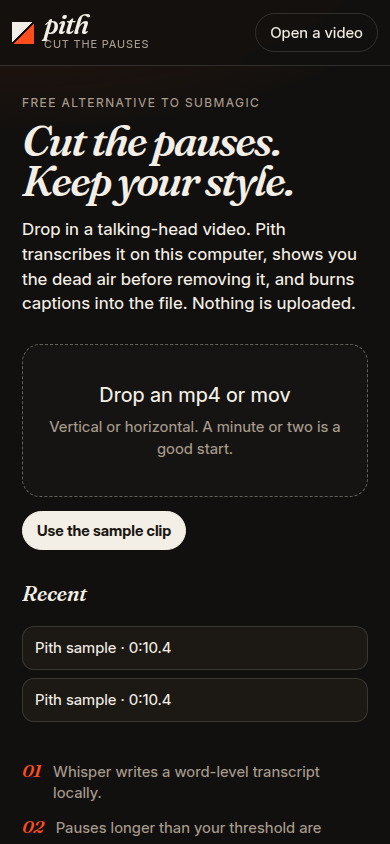 pith
CUT THE PAUSES
Open a video
FREE ALTERNATIVE TO SUBMAGIC
Cut the pauses.
Keep your style.
Drop in a talking-head video. Pith
transcribes it on this computer, shows you
the dead air before removing it, and burns
captions into the file. Nothing is uploaded.
Drop an mp4 or mov
Vertical or horizontal. A minute or two is a
good start.
Use the sample clip
Recent
Pith sample · 0:10.4
Pith sample · 0:10.4
01 Whisper writes a word-level transcript
locally.
02 Pauses longer than your threshold are